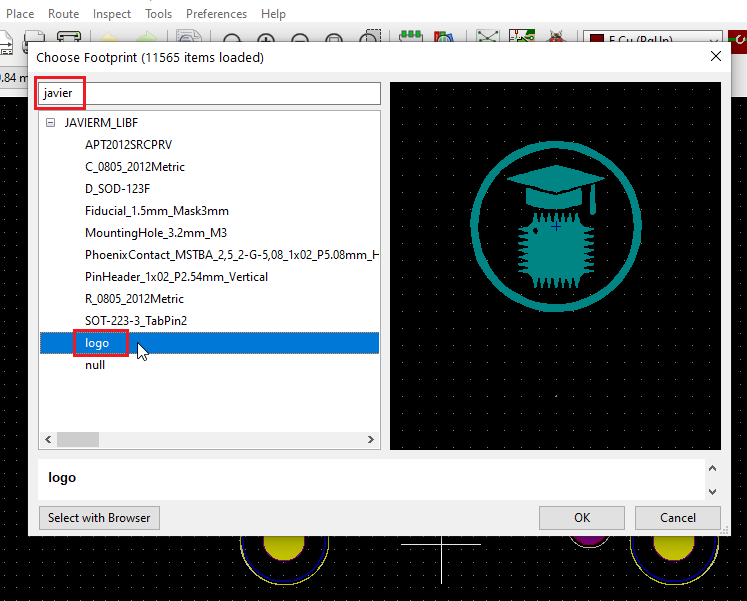 Place Route Inspect Tools Preferences Help
F.Cu (PgUp)
Choose Footprint (11565 items loaded)
.84 m
javier
JAVIERM_LIBF
APT2012SRCPRV
C_0805_2012Metric
D_SOD-123F
Fiducial_1.5mm_Mask3mm
MountingHole_3.2mm_M3
PhoenixContact_MSTBA_2,5_2-G-5,08_1x02_P5.08mm_H
PinHeader_1x02_P2.54mm_Vertical
R_0805_2012Metric
SOT-223-3_TabPin2
logo
null
logo
Select with Browser OK Cancel